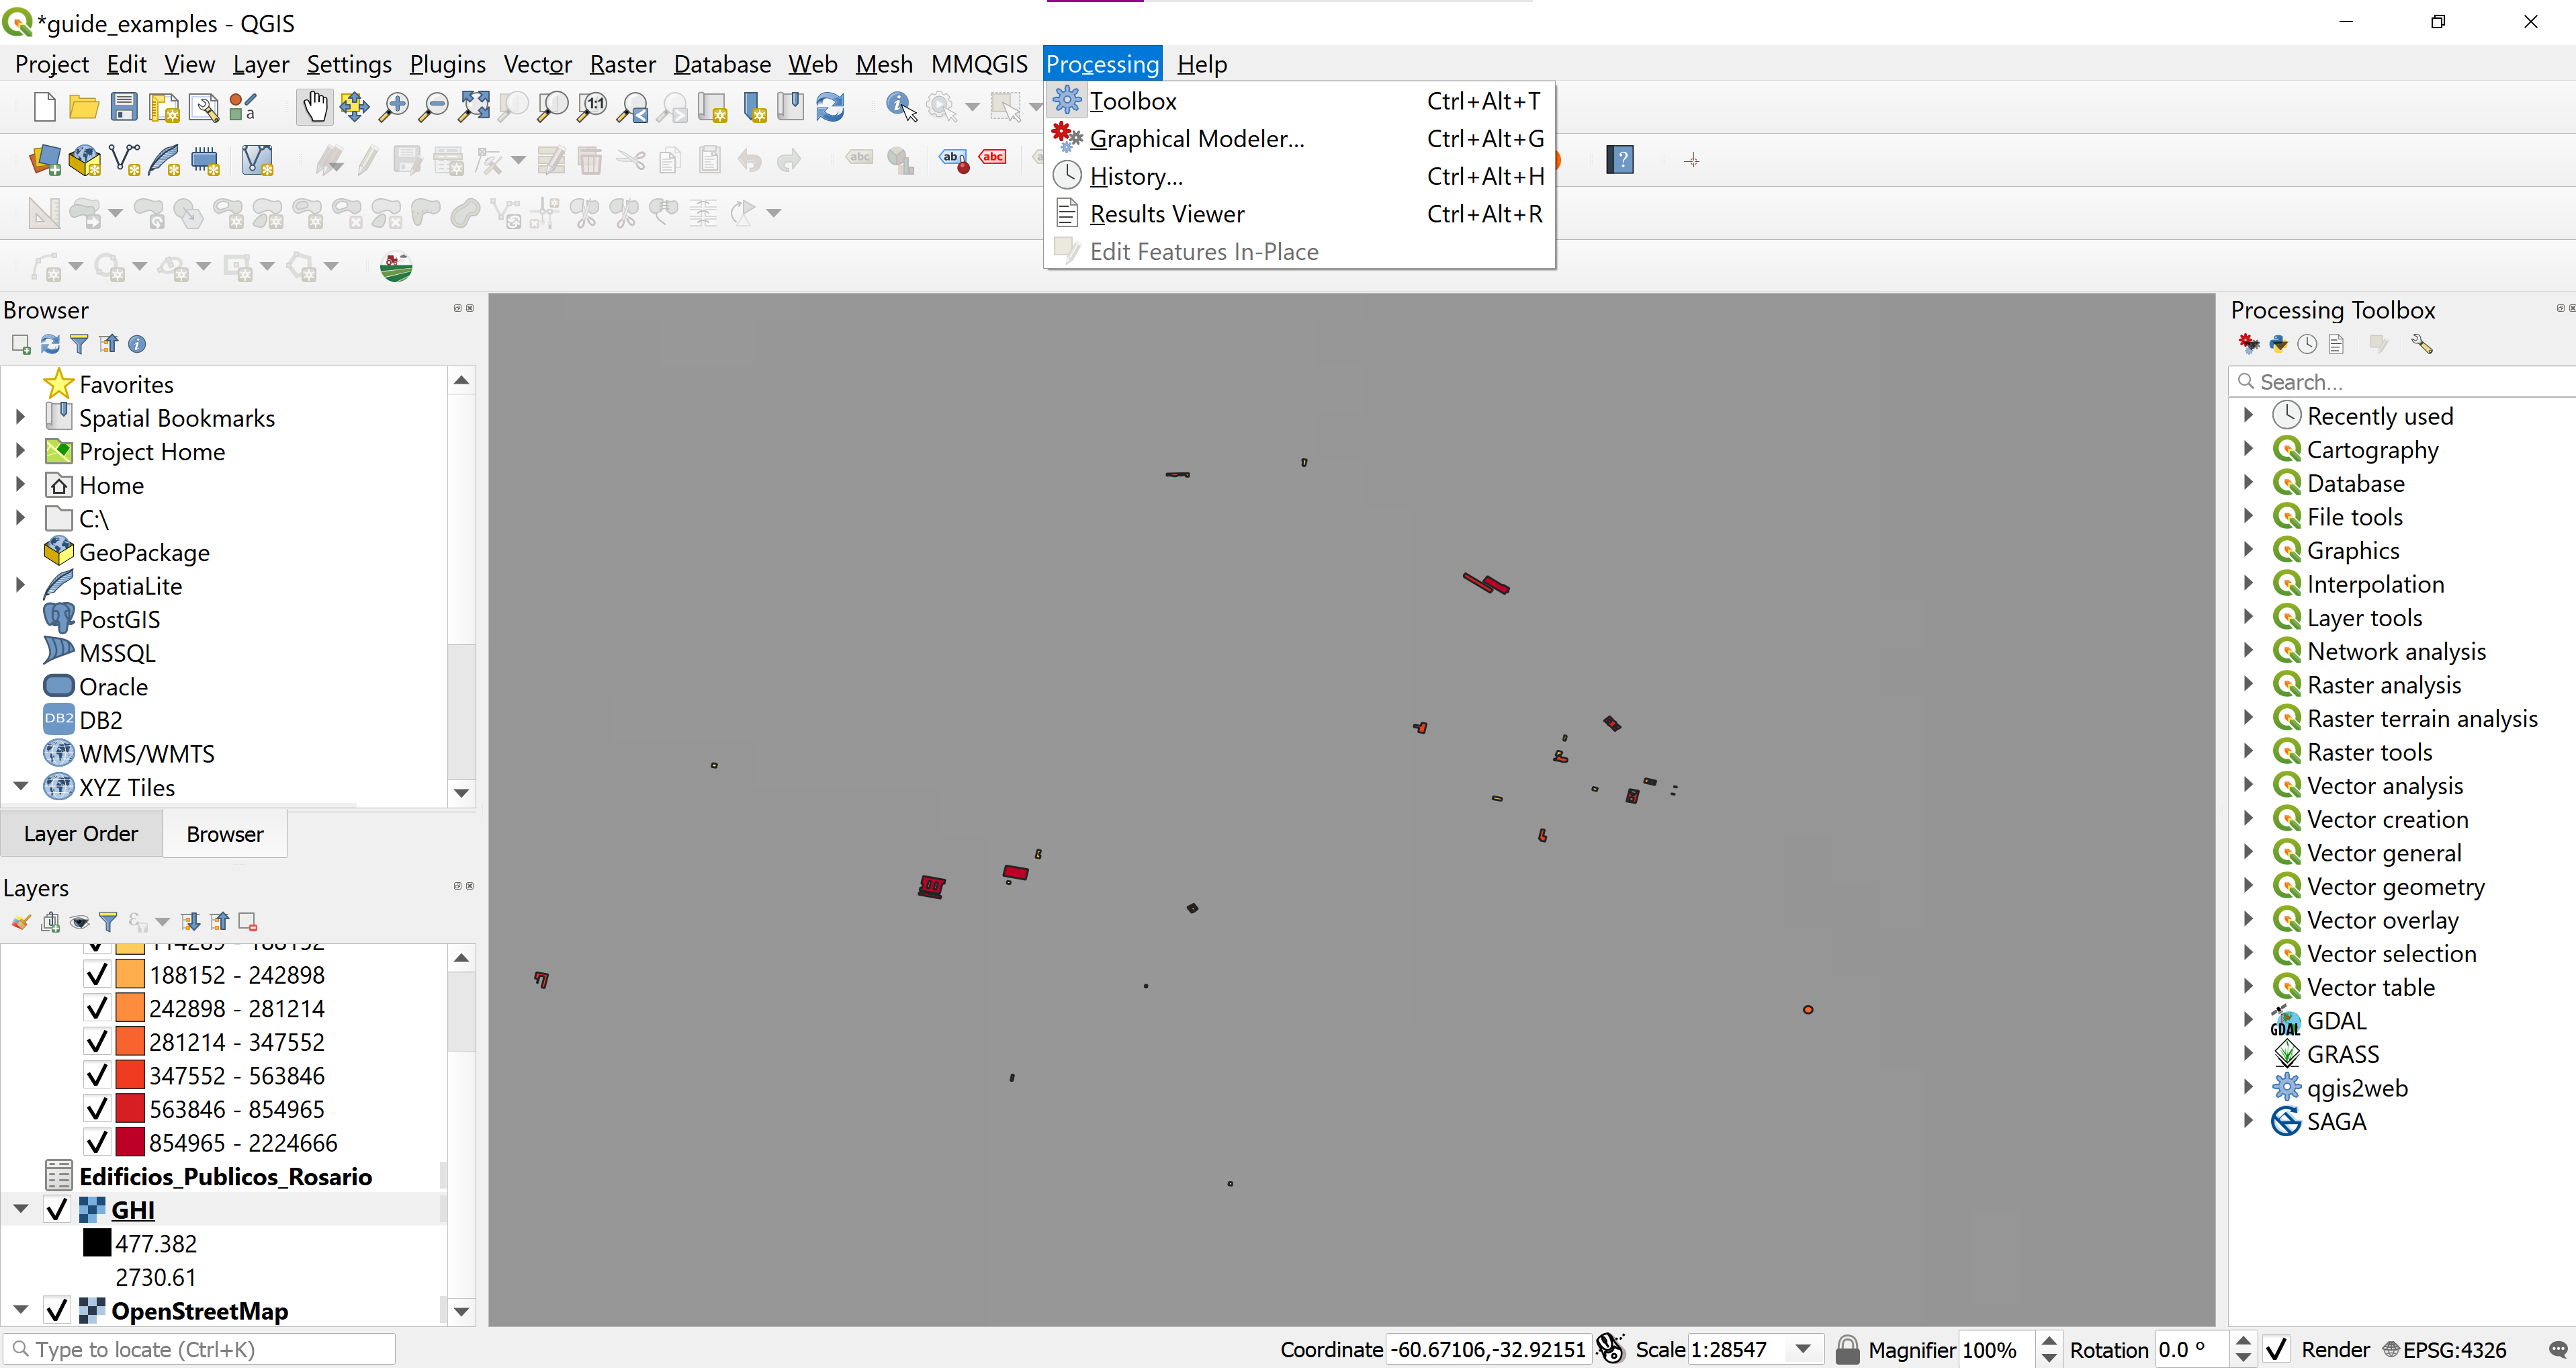 *guide_examples - QGIS
Project Edit View Layer Settings Plugins Vector Raster Database Web Mesh MMQGIS Processing Help
Toolbox Ctrl+Alt+T
Graphical Modeler... Ctrl+Alt+G
History... Ctrl+Alt+H
Results Viewer Ctrl+Alt+R
Edit Features In-Place
Browser
Favorites
Spatial Bookmarks
Project Home
Home
C:\
GeoPackage
SpatiaLite
PostGIS
MSSQL
Oracle
DB2
WMS/WMTS
XYZ Tiles
Layer Order Browser
Layers
188152 - 242898
242898 - 281214
281214 - 347552
347552 - 563846
563846 - 854965
854965 - 2224666
Edificios_Publicos_Rosario
GHI
477.382
2730.61
OpenStreetMap
Processing Toolbox
Search...
Recently used
Cartography
Database
File tools
Graphics
Interpolation
Layer tools
Network analysis
Raster analysis
Raster terrain analysis
Raster tools
Vector analysis
Vector creation
Vector general
Vector geometry
Vector overlay
Vector selection
Vector table
GDAL
GRASS
qgis2web
SAGA
Type to locate (Ctrl+K) Coordinate -60.67106,-32.92151 Scale 1:28547 Magnifier 100% Rotation 0.0 ° Render EPSG:4326